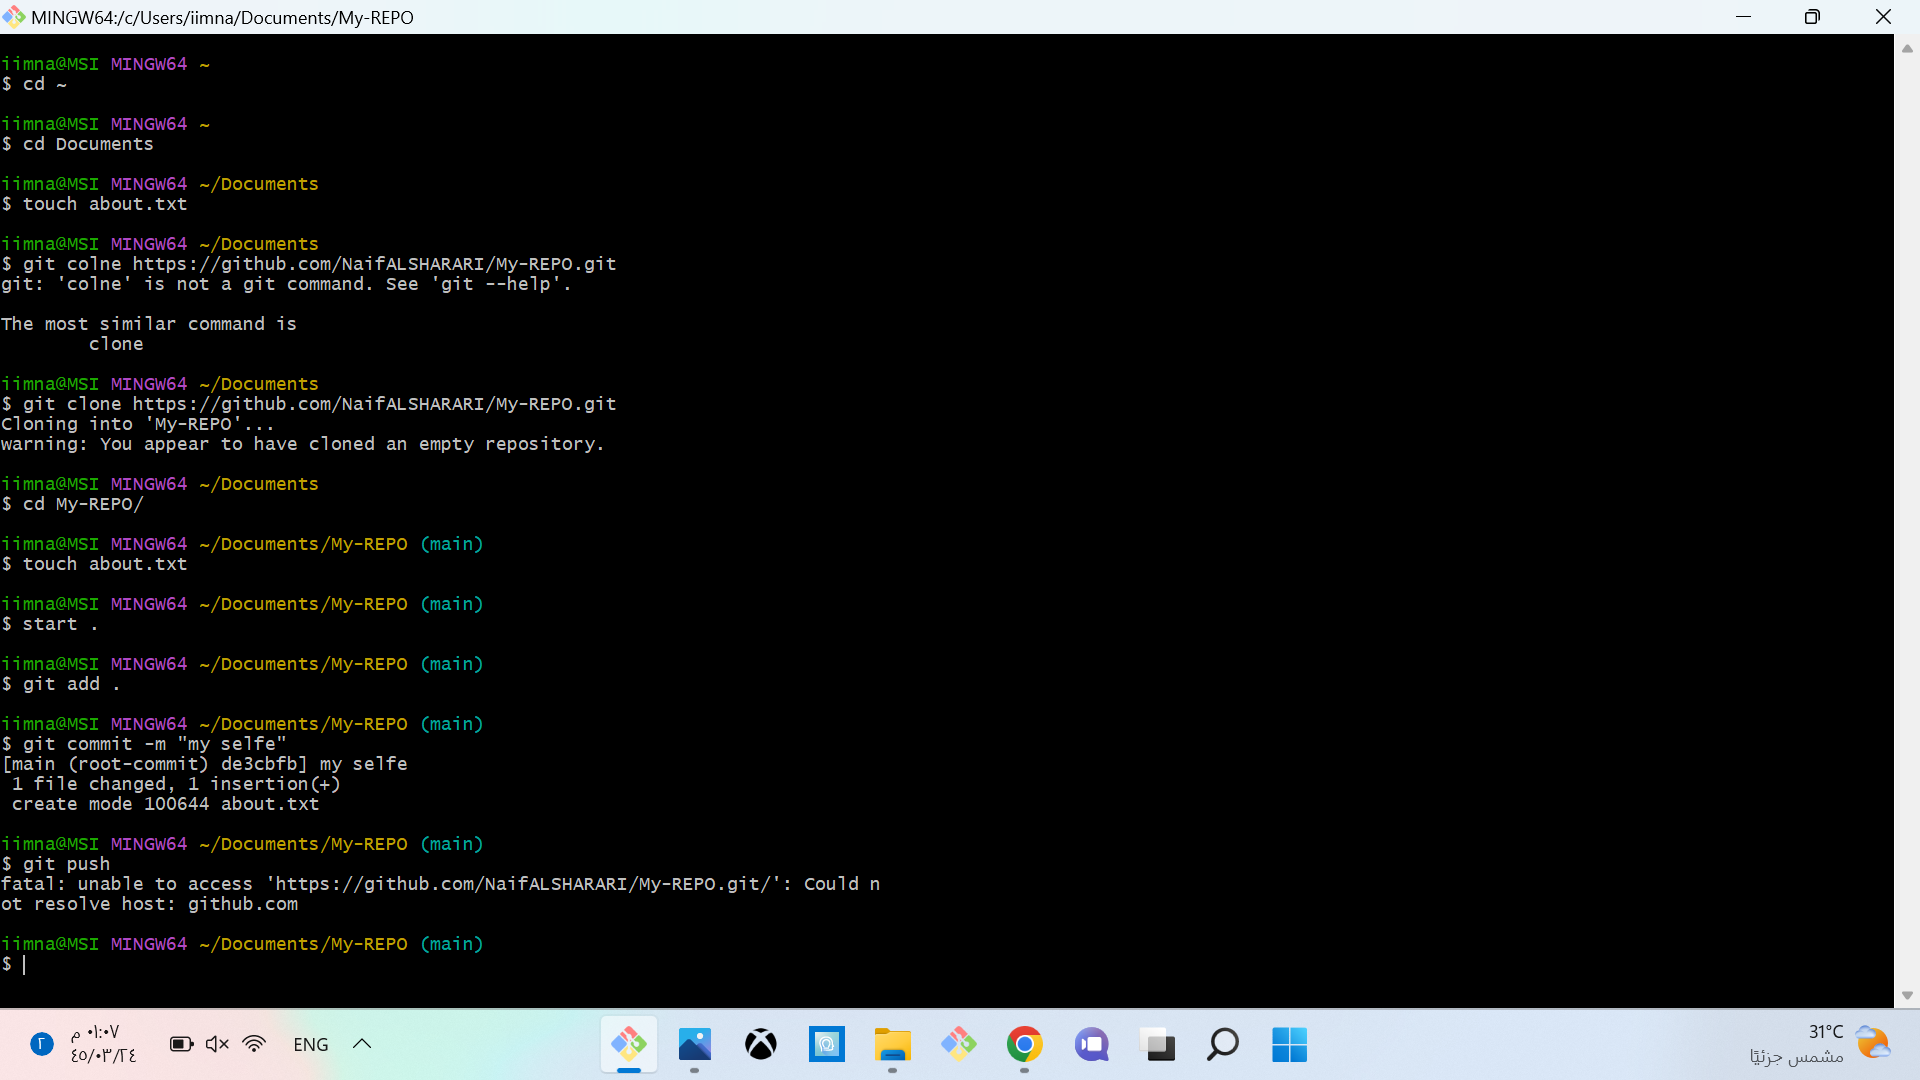 MINGW64:/c/Users/iimna/Documents/My-REPO
iimna@MSI MINGW64 ~
$ cd ~
iimna@MSI MINGW64 ~
$ cd Documents
iimna@MSI MINGW64 ~/Documents
$ touch about.txt
iimna@MSI MINGW64 ~/Documents
$ git colne https://github.com/NaifALSHARARI/My-REPO.git
git: 'colne' is not a git command. See 'git --help'.
The most similar command is
clone
iimna@MSI MINGW64 ~/Documents
$ git clone https://github.com/NaifALSHARARI/My-REPO.git
Cloning into 'My-REPO'...
warning: You appear to have cloned an empty repository.
iimna@MSI MINGW64 ~/Documents
$ cd My-REPO/
iimna@MSI MINGW64 ~/Documents/My-REPO (main)
$ touch about.txt
iimna@MSI MINGW64 ~/Documents/My-REPO (main)
$ start .
iimna@MSI MINGW64 ~/Documents/My-REPO (main)
$ git add .
iimna@MSI MINGW64 ~/Documents/My-REPO (main)
$ git commit -m "my selfe"
[main (root-commit) de3cbfb] my selfe
1 file changed, 1 insertion(+)
create mode 100644 about.txt
iimna@MSI MINGW64 ~/Documents/My-REPO (main)
$ git push
fatal: unable to access 'https://github.com/NaifALSHARARI/My-REPO.git/': Could n
ot resolve host: github.com
iimna@MSI MINGW64 ~/Documents/My-REPO (main)
$
٢
٠١:٠٧ م
٤٥/٠٣/٢٤
ENG
31°C
مشمس جزئيًا